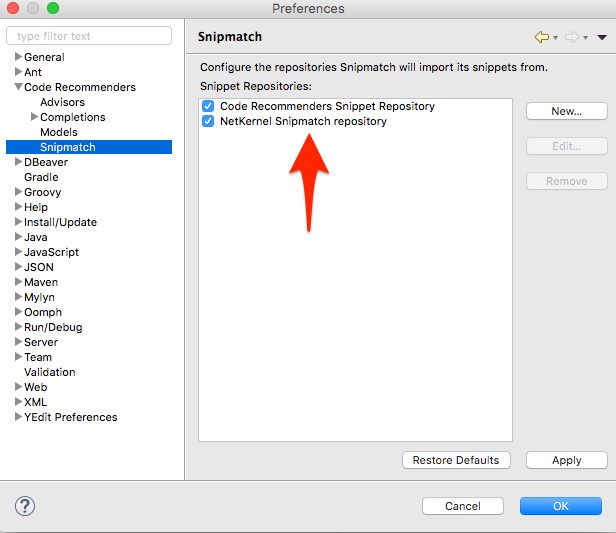 Preferences
type filter text
General
Ant
Code Recommenders
Advisors
Completions
Models
Snipmatch
DBeaver
Gradle
Groovy
Help
Install/Update
Java
JavaScript
JSON
Maven
Mylyn
Oomph
Run/Debug
Server
Team
Validation
Web
XML
YEdit Preferences
Snipmatch
Configure the repositories Snipmatch will import its snippets from.
Snippet Repositories:
Code Recommenders Snippet Repository
NetKernel Snipmatch repository
New...
Edit...
Remove
Restore Defaults
Apply
?
Cancel
OK